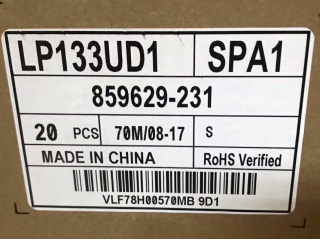 LP133UD1 SPA1
859629-231
20 PCS 70M/08-17 S
MADE IN CHINA RoHS Verified
VLF78H00570MB 9D1